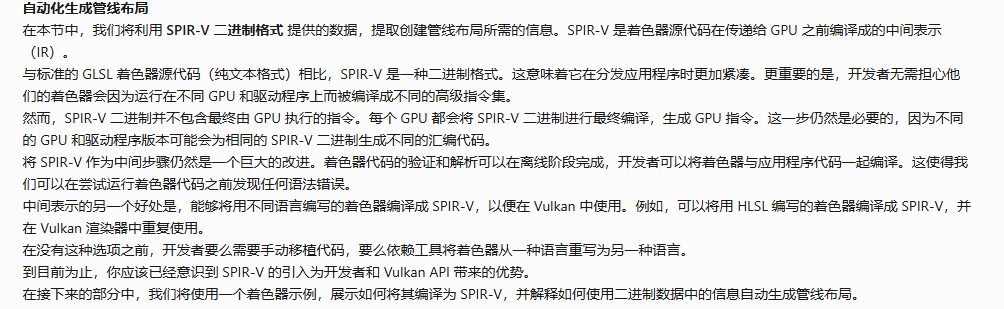 自动化生成管线布局
在本节中，我们将利用 SPIR-V 二进制格式 提供的数据，提取创建管线布局所需的信息。SPIR-V 是着色器源代码在传递给 GPU 之前编译成的中间表示
（IR）。
与标准的 GLSL 着色器源代码（纯文本格式）相比，SPIR-V 是一种二进制格式。这意味着它在分发应用程序时更加紧凑。更重要的是，开发者无需担心他
们的着色器会因为运行在不同 GPU 和驱动程序上而被编译成不同的高级指令集。
然而，SPIR-V 二进制并不包含最终由 GPU 执行的指令。每个 GPU 都会将 SPIR-V 二进制进行最终编译，生成 GPU 指令。这一步仍然是必要的，因为不同
的 GPU 和驱动程序版本可能会为相同的 SPIR-V 二进制生成不同的汇编代码。
将 SPIR-V 作为中间步骤仍然是一个巨大的改进。着色器代码的验证和解析可以在离线阶段完成，开发者可以将着色器与应用程序代码一起编译。这使得我
们可以在尝试运行着色器代码之前发现任何语法错误。
中间表示的另一个好处是，能够将用不同语言编写的着色器编译成 SPIR-V，以便在 Vulkan 中使用。例如，可以将用 HLSL 编写的着色器编译成 SPIR-V，并
在 Vulkan 渲染器中重复使用。
在没有这种选项之前，开发者要么需要手动移植代码，要么依赖工具将着色器从一种语言重写为另一种语言。
到目前为止，你应该已经意识到 SPIR-V 的引入为开发者和 Vulkan API 带来的优势。
在接下来的部分中，我们将使用一个着色器示例，展示如何将其编译为 SPIR-V，并解释如何使用二进制数据中的信息自动生成管线布局。